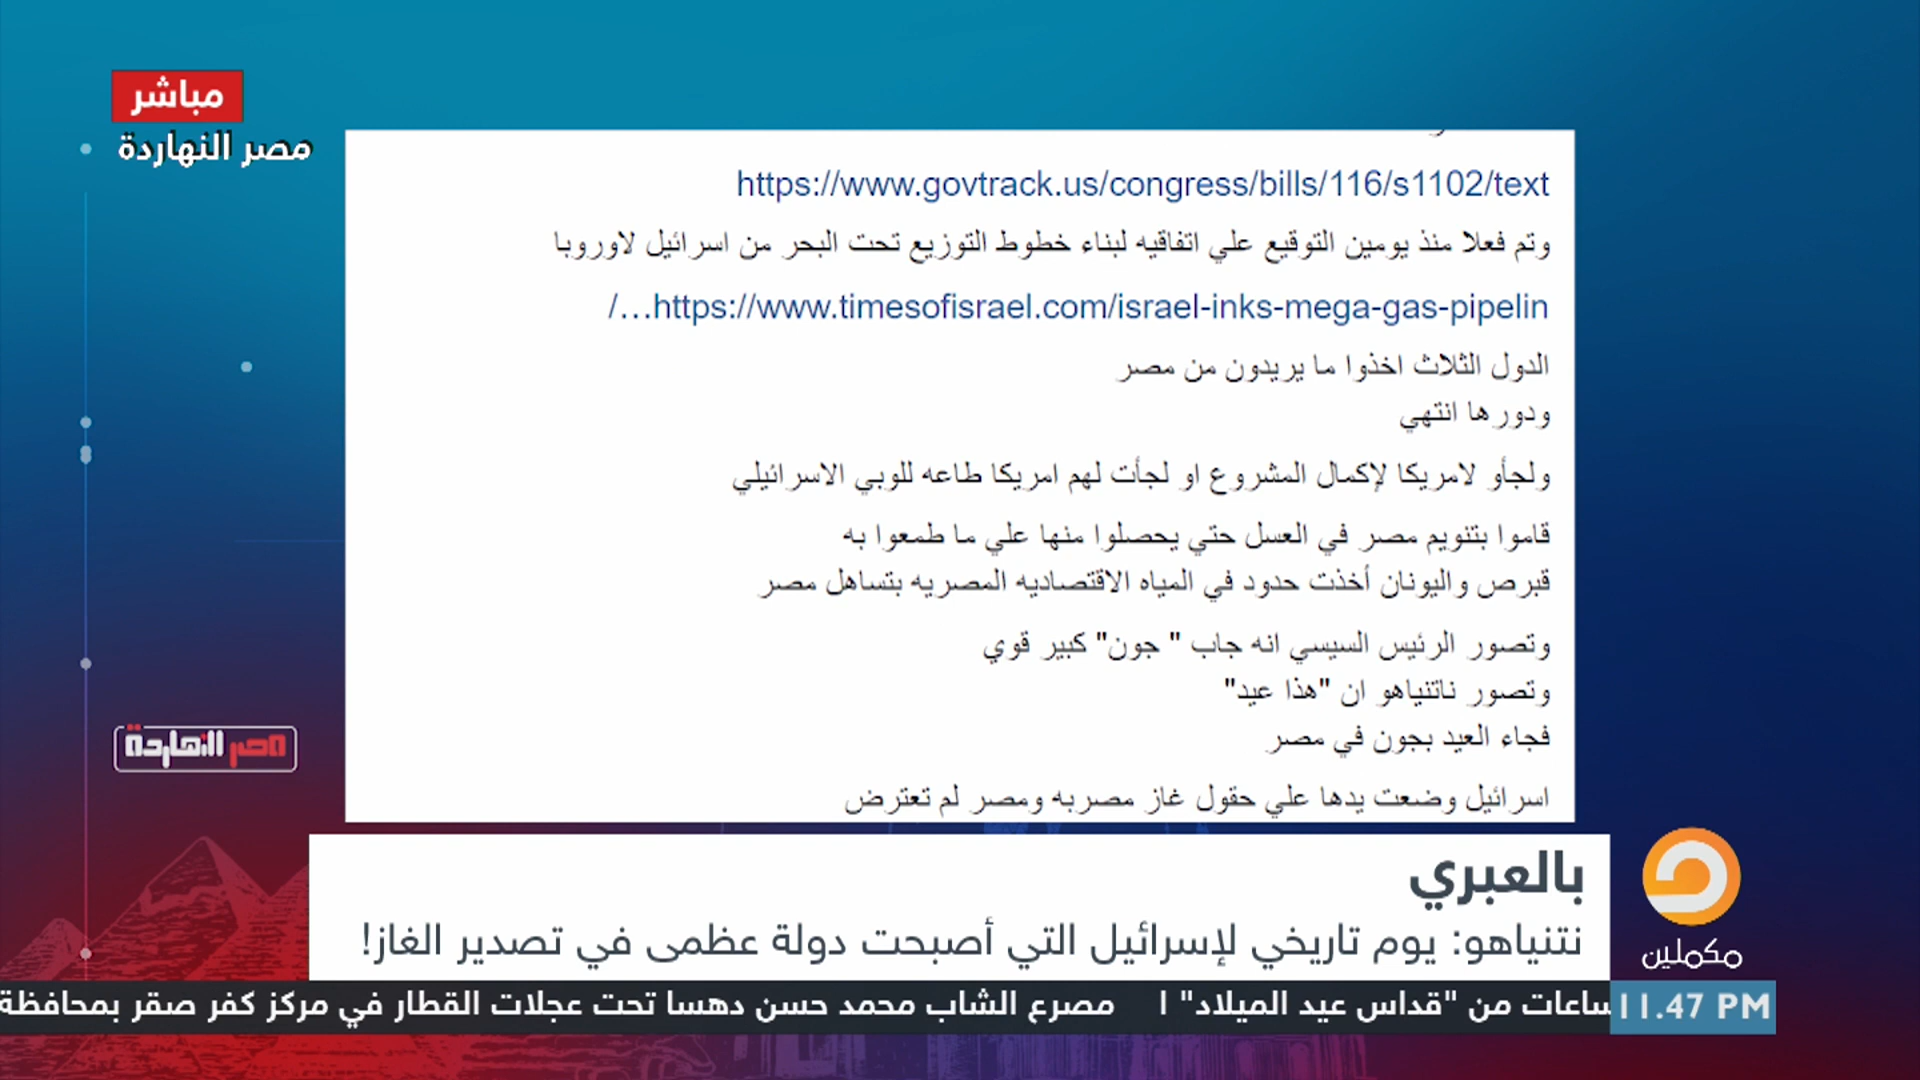 مباشر
مصر النهاردة
https://www.govtrack.us/congress/bills/116/s1102/text
وتم فعلا منذ يومين التوقيع علي اتفاقيه لبناء خطوط التوزيع تحت البحر من اسرائيل لاوروبا
https://www.timesofisrael.com/israel-inks-mega-gas-pipelin…/
الدول الثلاث اخذوا ما يريدون من مصر
ودورها انتهي
ولجأو لامريكا لإكمال المشروع او لجأت لهم امريكا طاعه للوبي الاسرائيلي
قاموا بتنويم مصر في العسل حتي يحصلوا منها علي ما طمعوا به
قبرص واليونان أخذت حدود في المياه الاقتصاديه المصريه بتساهل مصر
وتصور الرئيس السيسي انه جاب " جون" كبير قوي
وتصور ناتنياهو ان "هذا عيد"
فجاء العيد بجون في مصر
اسرائيل وضعت يدها علي حقول غاز مصريه ومصر لم تعترض
مصر النهاردة
بالعبري
نتنياهو: يوم تاريخي لإسرائيل التي أصبحت دولة عظمى في تصدير الغاز!
مكملين
ساعات من "قداس عيد الميلاد" | مصرع الشاب محمد حسن دهسا تحت عجلات القطار في مركز كفر صقر بمحافظة
11.47 PM